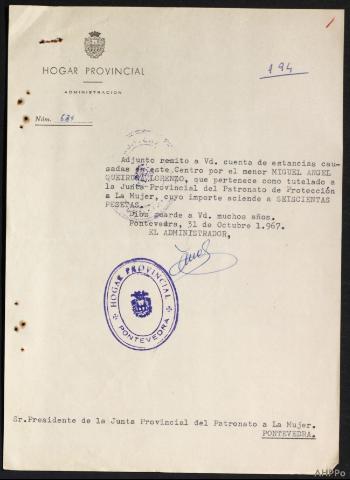 1
HOGAR PROVINCIAL
ADMINISTRACION
194
Núm.
Adjunto remito a Vd. cuenta de estancias cau-
sadas en este Centro por el menor MIGUEL ANGEL
LORENZO, que pertenece como tutelado a
la Junta Provincial del Patronato de Protección
a La Mujer, cuyo importe aciende a SEISCIENTAS
PESETAS.
Dios guarde a Vd. muchos años.
Pontevedra, 31 de Octubre 1.967.
EL ADMINISTRADOR,
HOGAR PROVINCIAL
PONTEVEDRA
Sr.Presidente de la Junta Provincial del Patronato a La Mujer.
PONTEVEDRA.
AHPPo